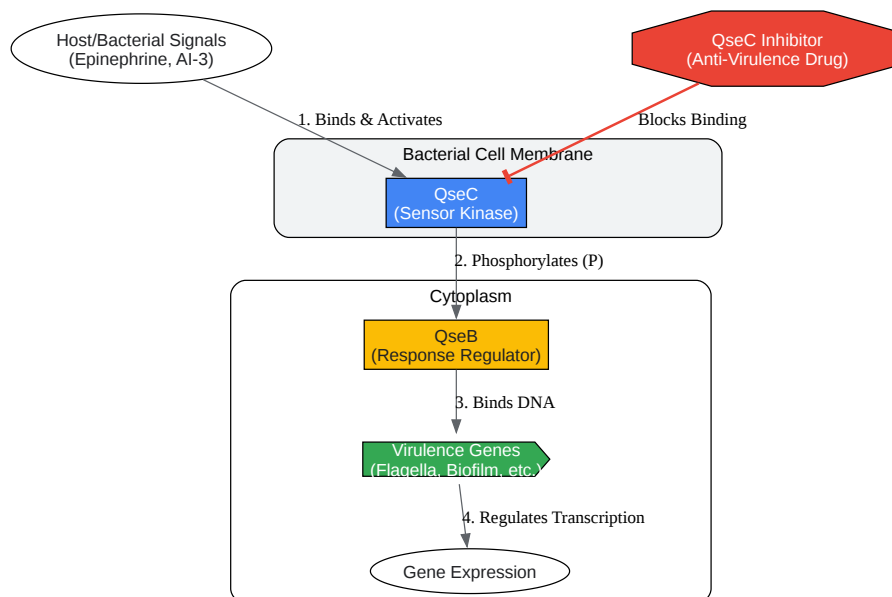 Host/Bacterial Signals
(Epinephrine, AI-3)
QseC Inhibitor
(Anti-Virulence Drug)
1. Binds & Activates
Blocks Binding
Bacterial Cell Membrane
QseC
(Sensor Kinase)
2. Phosphorylates (P)
Cytoplasm
QseB
(Response Regulator)
3. Binds DNA
Virulence Genes
(Flagella, Biofilm, etc.)
4. Regulates Transcription
Gene Expression